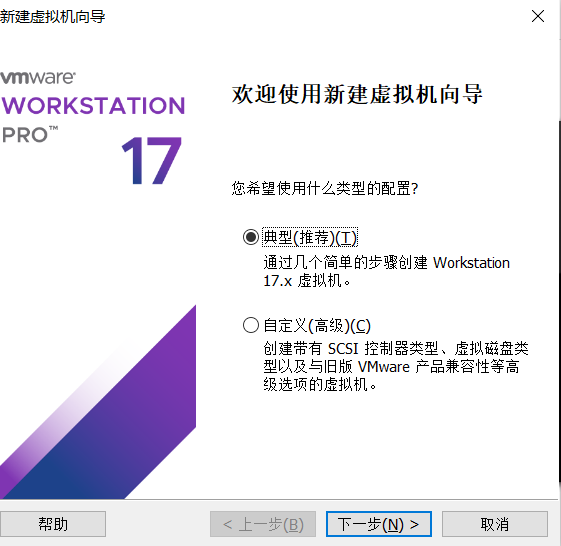 新建虚拟机向导
vmware®
WORKSTATION
PRO™
17
欢迎使用新建虚拟机向导
您希望使用什么类型的配置?
典型(推荐)(T)
通过几个简单的步骤创建 Workstation
17.x 虚拟机。
自定义(高级)(C)
创建带有 SCSI 控制器类型、虚拟磁盘类
型以及与旧版 VMware 产品兼容性等高
级选项的虚拟机。
帮助
< 上一步(B)
下一步(N) >
取消